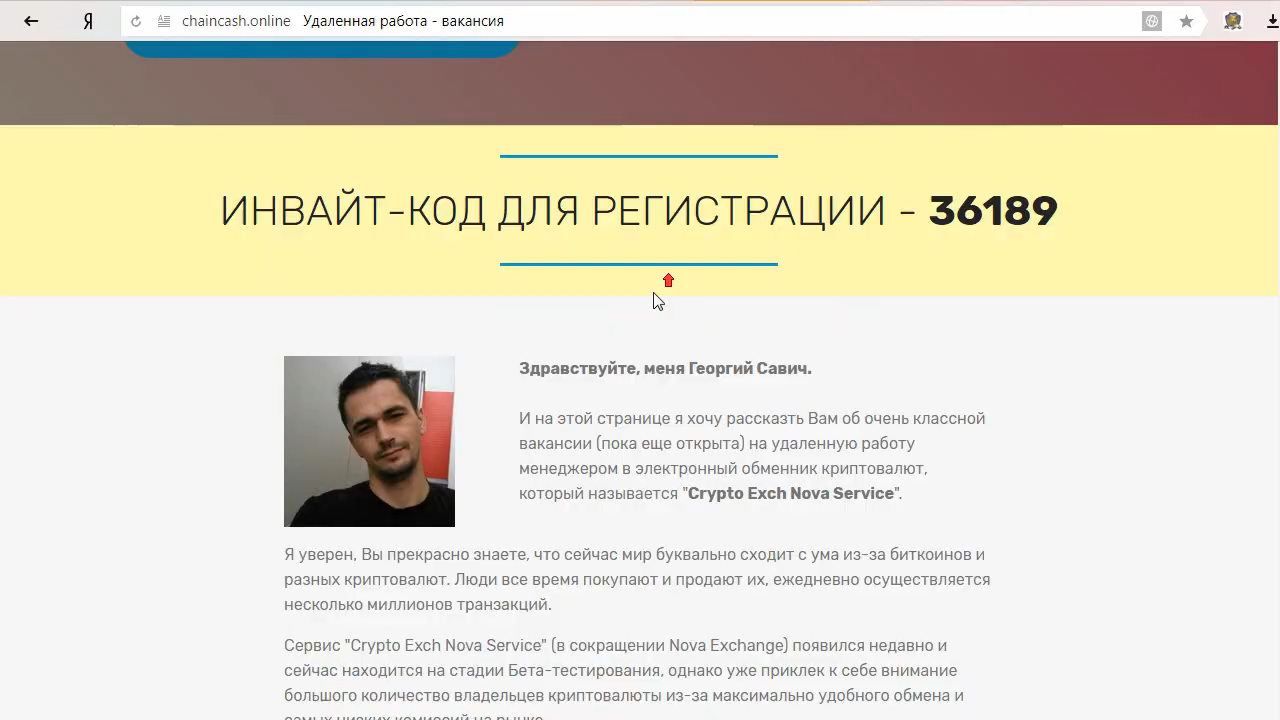 Я chaincash.online Удаленная работа - вакансия
ИНВАЙТ-КОД ДЛЯ РЕГИСТРАЦИИ - 36189
Здравствуйте, меня Георгий Савич.
И на этой странице я хочу рассказть Вам об очень классной
вакансии (пока еще открыта) на удаленную работу
менеджером в электронный обменник криптовалют,
который называется "Crypto Exch Nova Service".
Я уверен, Вы прекрасно знаете, что сейчас мир буквально сходит с ума из-за биткоинов и
разных криптовалют. Люди все время покупают и продают их, ежедневно осуществляется
несколько миллионов транзакций.
Сервис "Crypto Exch Nova Service" (в сокращении Nova Exchange) появился недавно и
сейчас находится на стадии Бета-тестирования, однако уже приклек к себе внимание
большого количество владельцев криптовалюты из-за максимально удобного обмена и
самых низких комиссий на рынке.